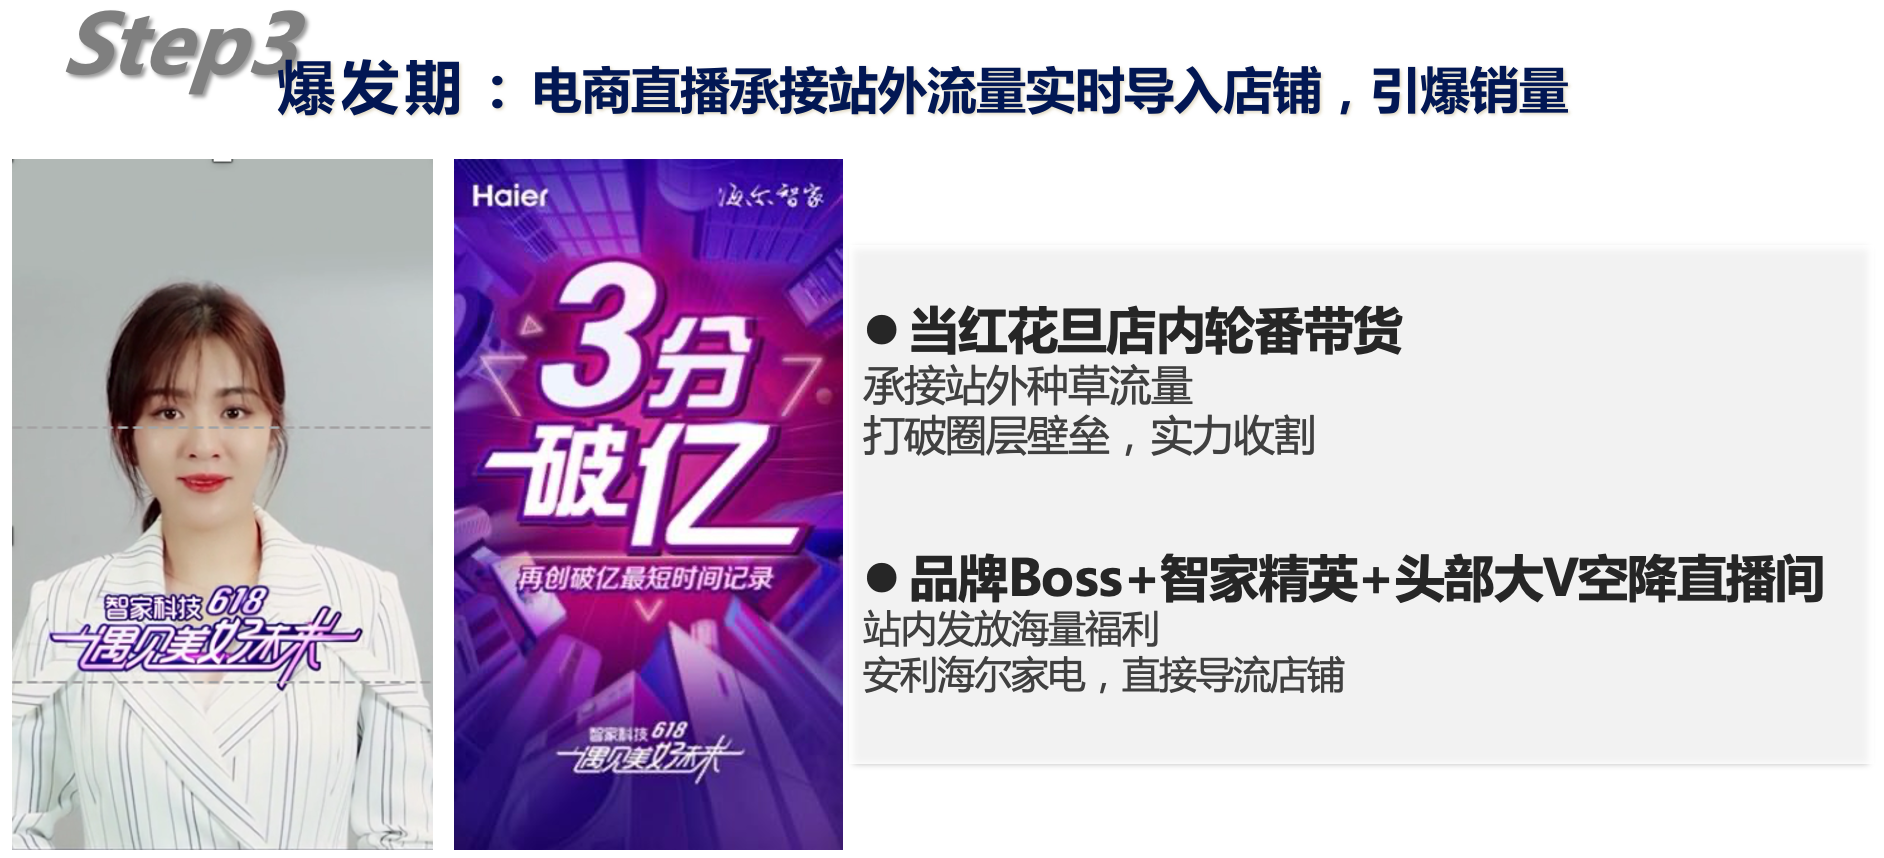 Step3
爆发期：电商直播承接站外流量实时导入店铺，引爆销量
智家科技 618
遇见美好未来
Haier 海尔智家
3分
破亿
再创破亿最短时间记录
智家科技 618
遇见美好未来
● 当红花旦店内轮番带货
承接站外种草流量
打破圈层壁垒，实力收割
● 品牌Boss+智家精英+头部大V空降直播间
站内发放海量福利
安利海尔家电，直接导流店铺